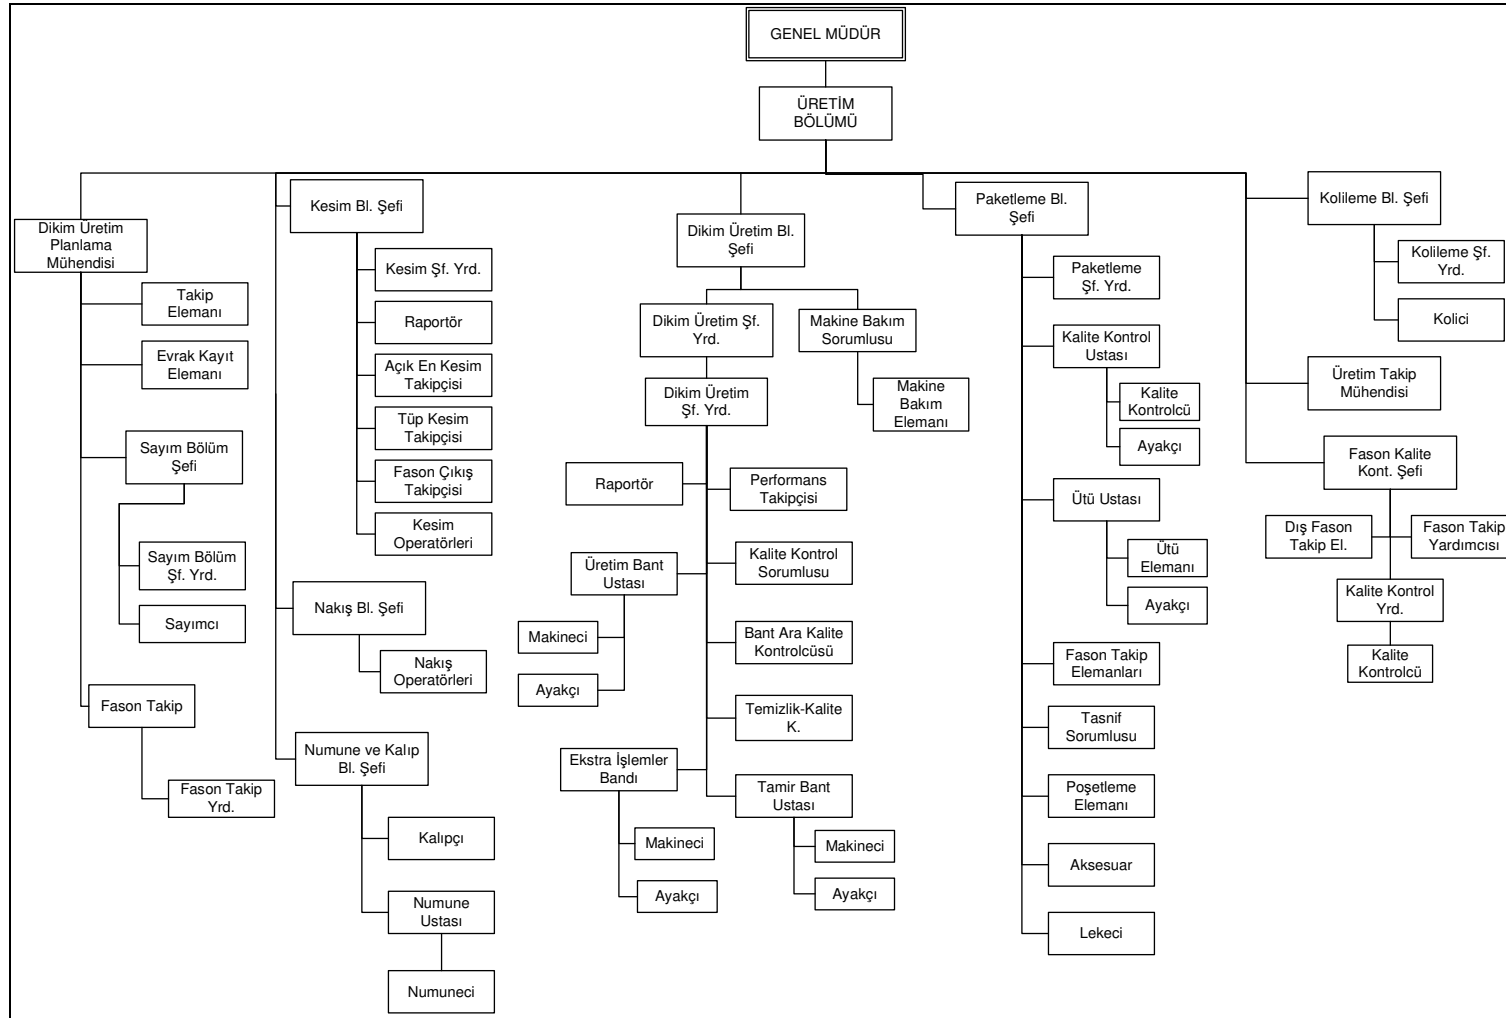 GENEL MÜDÜR
ÜRETİM
BÖLÜMÜ
Dikim Üretim
Planlama
Mühendisi
Takip
Elemanı
Evrak Kayıt
Elemanı
Sayım Bölüm
Şefi
Sayım Bölüm
Şf. Yrd.
Sayımcı
Fason Takip
Fason Takip
Yrd.
Kesim Bl. Şefi
Kesim Şf. Yrd.
Raportör
Açık En Kesim
Takipçisi
Tüp Kesim
Takipçisi
Fason Çıkış
Takipçisi
Kesim
Operatörleri
Nakış Bl. Şefi
Nakış
Operatörleri
Numune ve Kalıp
Bl. Şefi
Kalıpçı
Numune
Ustası
Numuneci
Dikim Üretim Bl.
Şefi
Dikim Üretim Şf.
Yrd.
Makine Bakım
Sorumlusu
Makine
Bakım
Elemanı
Dikim Üretim
Şf. Yrd.
Raportör
Performans
Takipçisi
Üretim Bant
Ustası
Makineci
Ayakçı
Kalite Kontrol
Sorumlusu
Bant Ara Kalite
Kontrolcüsü
Temizlik-Kalite
K.
Ekstra İşlemler
Bandı
Makineci
Ayakçı
Tamir Bant
Ustası
Makineci
Ayakçı
Paketleme Bl.
Şefi
Paketleme
Şf. Yrd.
Kalite Kontrol
Ustası
Kalite
Kontrolcü
Ayakçı
Ütü Ustası
Ütü
Elemanı
Ayakçı
Fason Takip
Elemanları
Tasnif
Sorumlusu
Poşetleme
Elemanı
Aksesuar
Lekeci
Kolileme Bl. Şefi
Kolileme Şf.
Yrd.
Kolici
Üretim Takip
Mühendisi
Fason Kalite
Kont. Şefi
Dış Fason
Takip El.
Fason Takip
Yardımcısı
Kalite Kontrol
Yrd.
Kalite
Kontrolcü